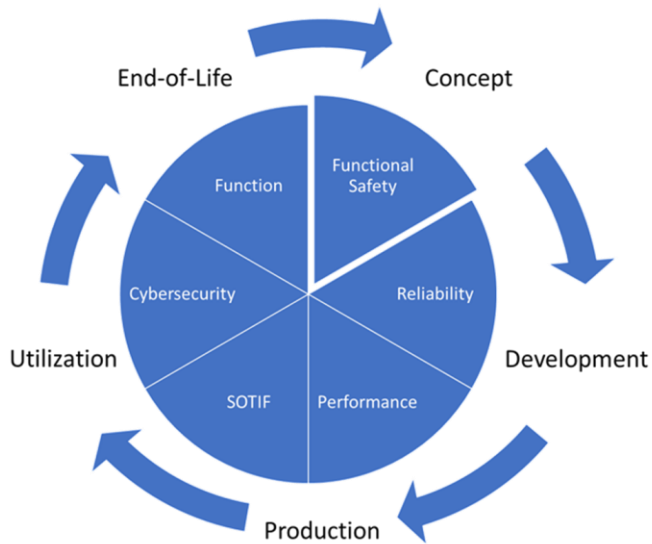 End-of-Life
Concept
Functional
Safety
Function
Cybersecurity
Reliability
Utilization
Development
SOTIF
Performance
Production